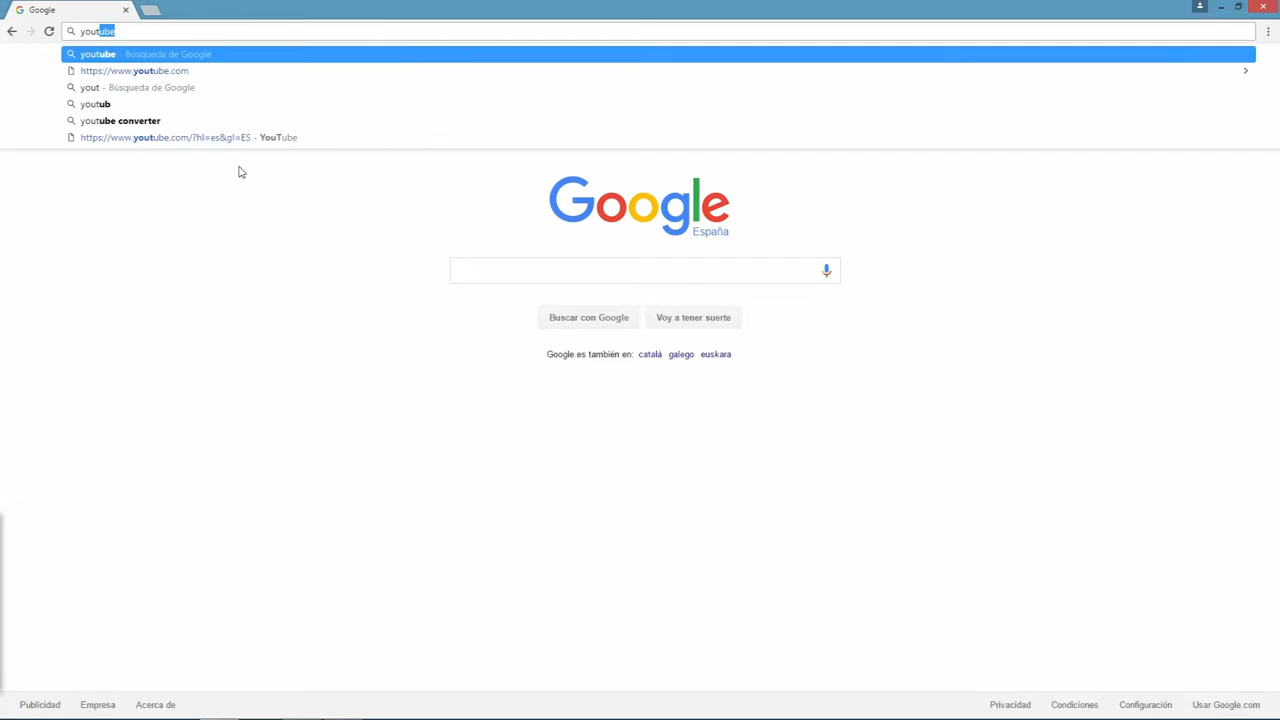 Google
youtube
youtube - Búsqueda de Google
https://www.youtube.com
yout - Búsqueda de Google
youtub
youtube converter
https://www.youtube.com/?hl=es&gl=ES - YouTube
Google
España
Buscar con Google Voy a tener suerte
Google.es también en: català galego euskara
Publicidad Empresa Acerca de Privacidad Condiciones Configuración Usar Google.com